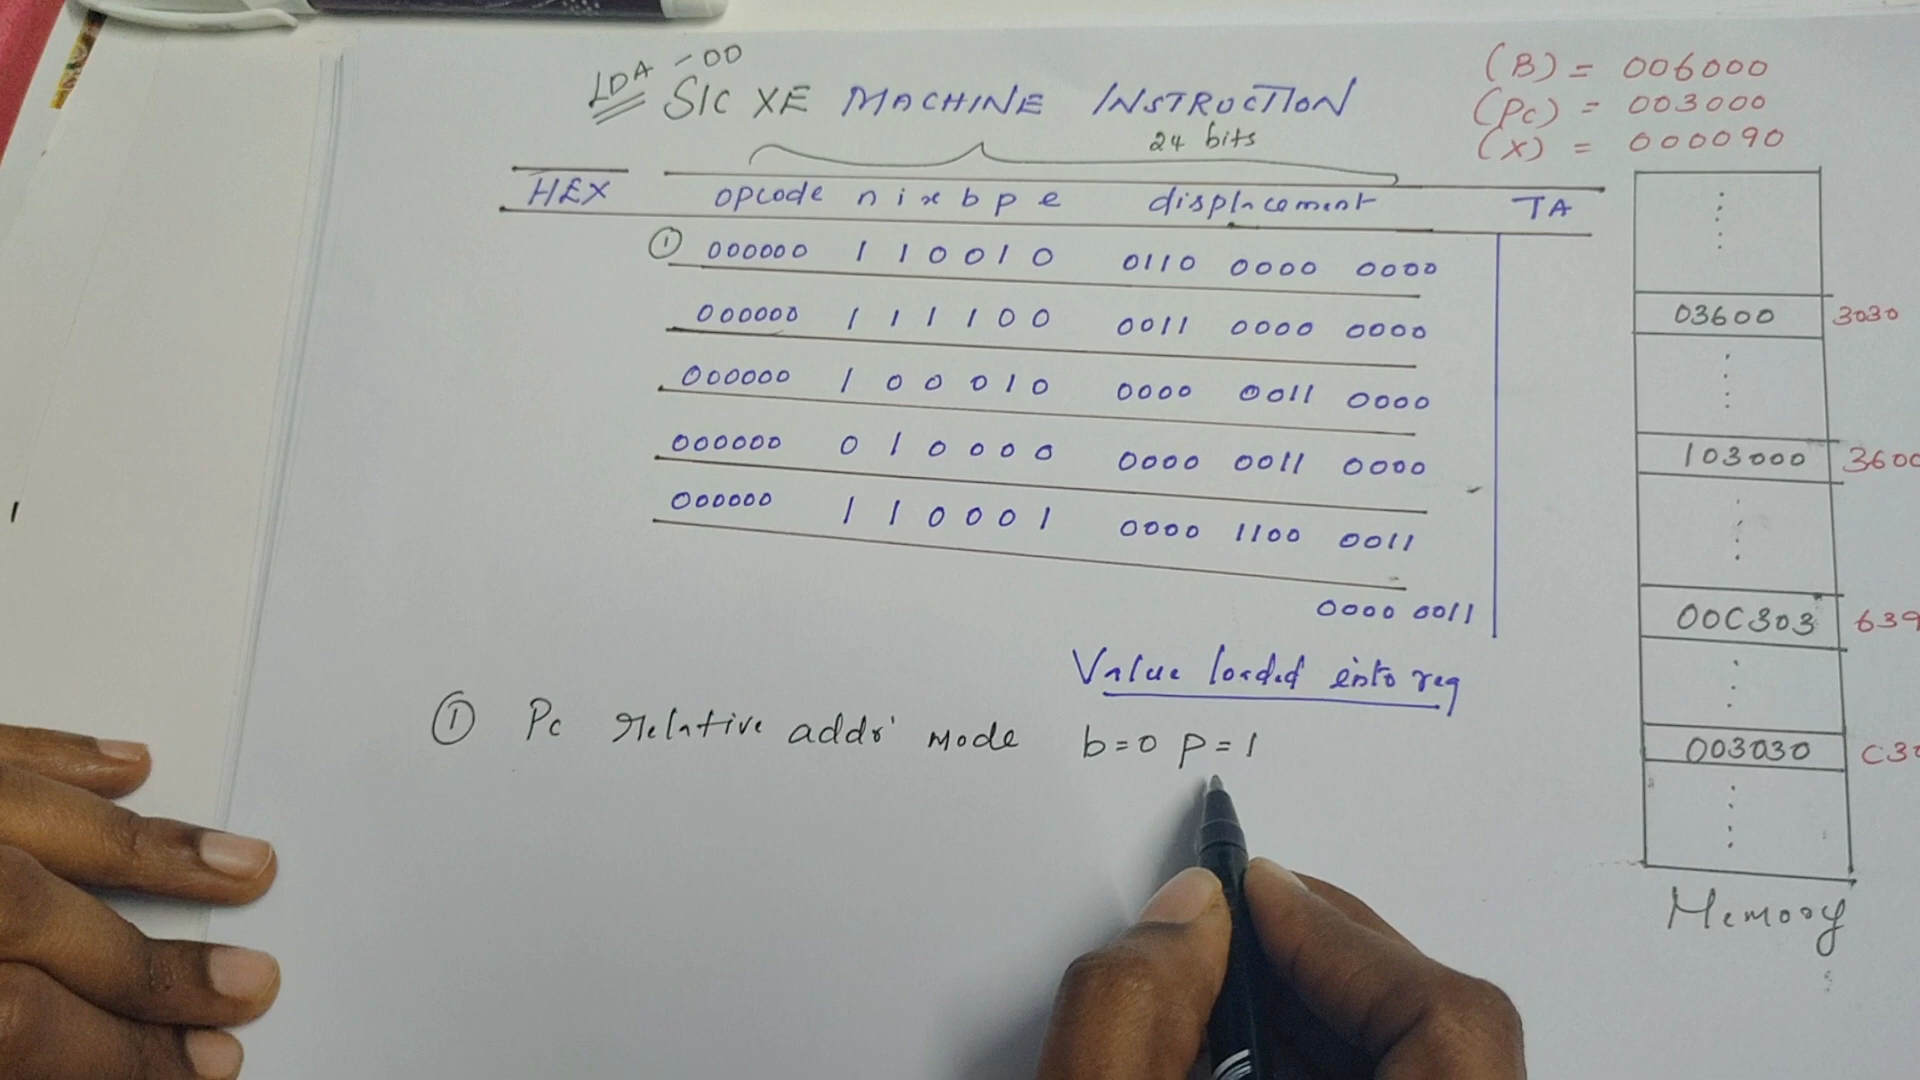 LDA - 00
SIC XE MACHINE INSTRUCTION
24 bits
(B) = 006000
(PC) = 003000
(X) = 000090
HEX opcode n i x b p e displacement TA
① 000000 1 1 0 0 1 0 0110 0000 0000
000000 1 1 1 1 0 0 0011 0000 0000
000000 1 0 0 0 1 0 0000 0011 0000
000000 0 1 0 0 0 0 0000 0011 0000
000000 1 1 0 0 0 1 0000 1100 0011
0000 0011
Value loaded into reg
① Pc relative addr' mode b=0 p=1
03600 3030
103000 3600
00C303 639
003030 C30
Memory